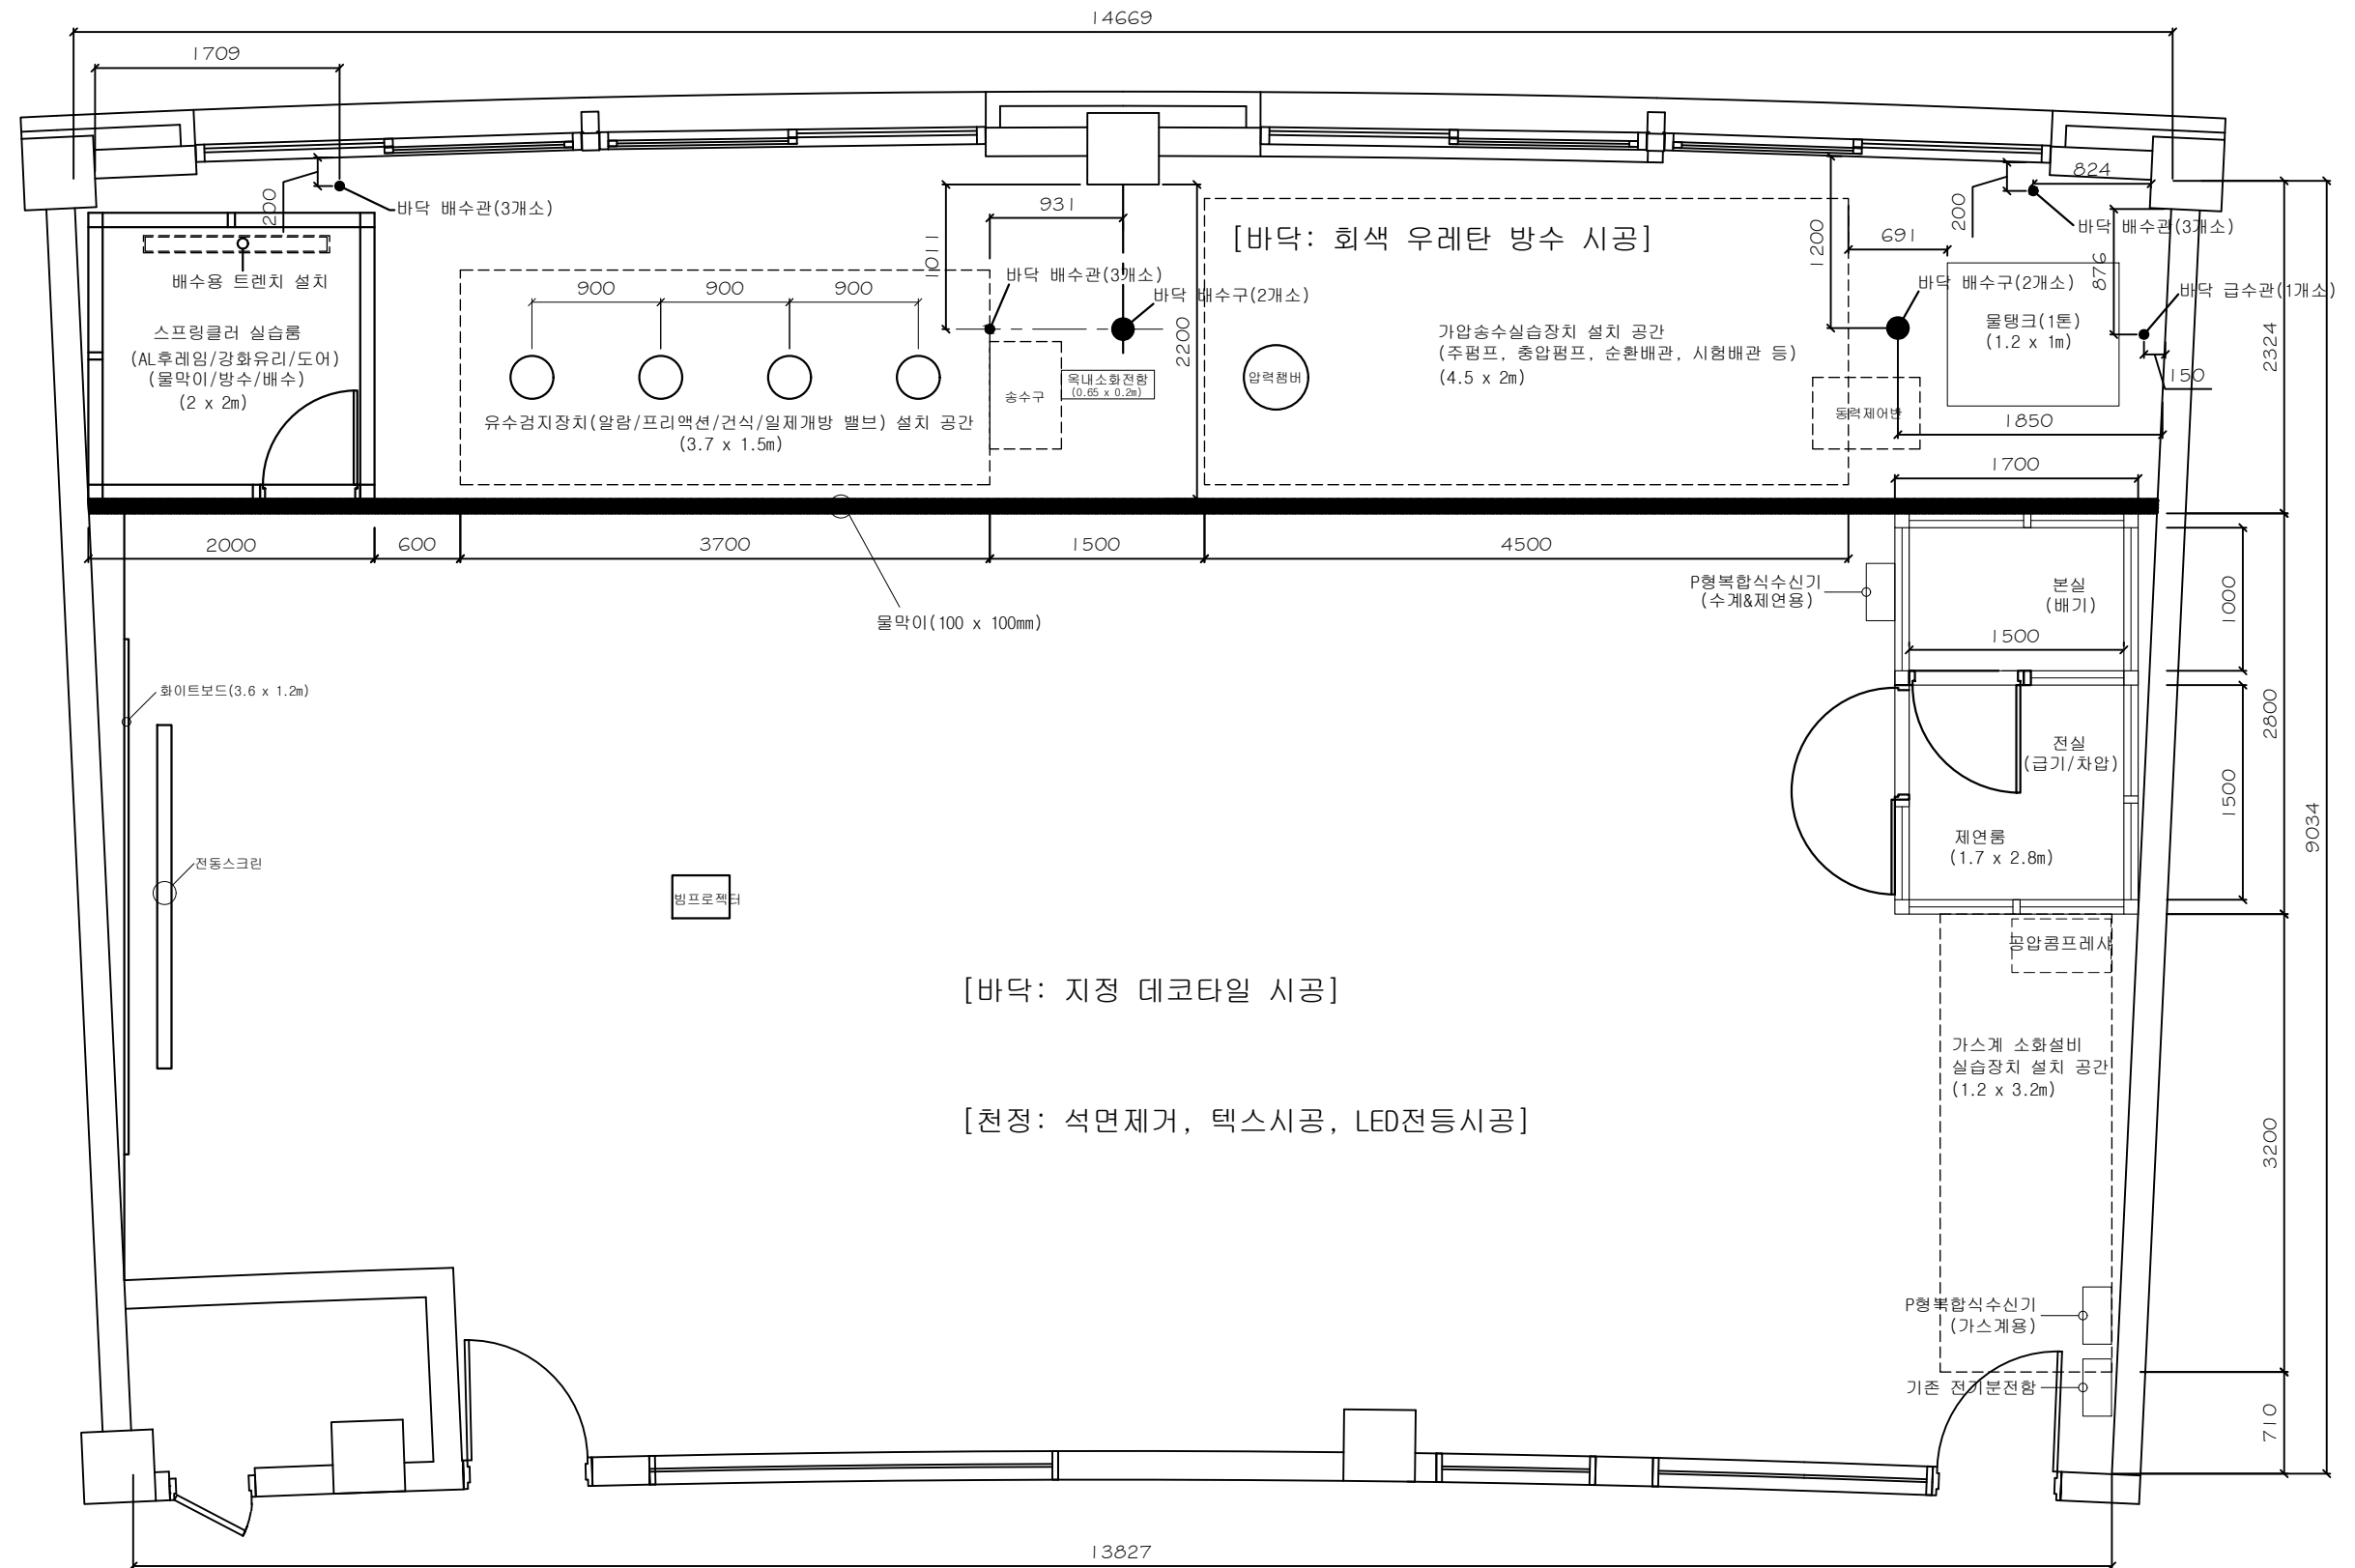 14669
1709
200
바닥 배수관(3개소)
931
1011
[바닥: 회색 우레탄 방수 시공]
1200
691
200
824
바닥 배수관(3개소)
876
바닥 급수관(1개소)
150
2324
배수용 트렌치 설치
스프링클러 실습룸
(AL후레임/강화유리/도어)
(물막이/방수/배수)
(2 x 2m)
900
900
900
바닥 배수관(3개소)
바닥 배수구(2개소)
2200
유수검지장치(알람/프리액션/건식/일제개방 밸브) 설치 공간
(3.7 x 1.5m)
송수구
옥내소화전함
(0.65 x 0.2m)
압력챔버
가압송수실습장치 설치 공간
(주펌프, 충압펌프, 순환배관, 시험배관 등)
(4.5 x 2m)
바닥 배수구(2개소)
물탱크(1톤)
(1.2 x 1m)
동력제어반
1850
1700
2000
600
3700
1500
4500
물막이(100 x 100mm)
P형복합식수신기
(수계&제연용)
본실
(배기)
1500
1000
2800
9034
화이트보드(3.6 x 1.2m)
전실
(급기/차압)
1500
제연룸
(1.7 x 2.8m)
전동스크린
빔프로젝터
공압콤프레샤
[바닥: 지정 데코타일 시공]
가스계 소화설비
실습장치 설치 공간
(1.2 x 3.2m)
[천정: 석면제거, 텍스시공, LED전등시공]
3200
P형복합식수신기
(가스계용)
기존 전기분전함
710
13827